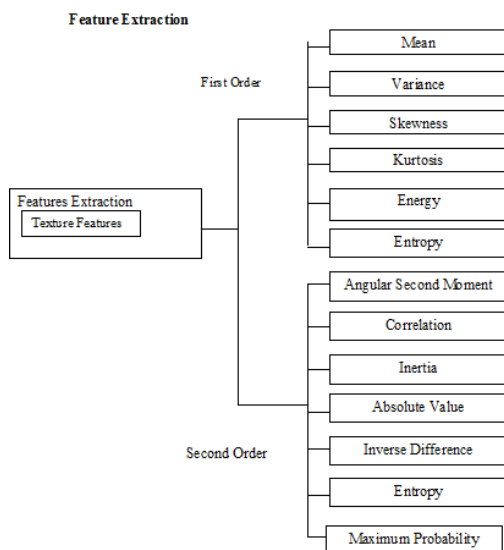 Feature Extraction
First Order
Mean
Variance
Skewness
Kurtosis
Energy
Entropy
Features Extraction
Texture Features
Second Order
Angular Second Moment
Correlation
Inertia
Absolute Value
Inverse Difference
Entropy
Maximum Probability